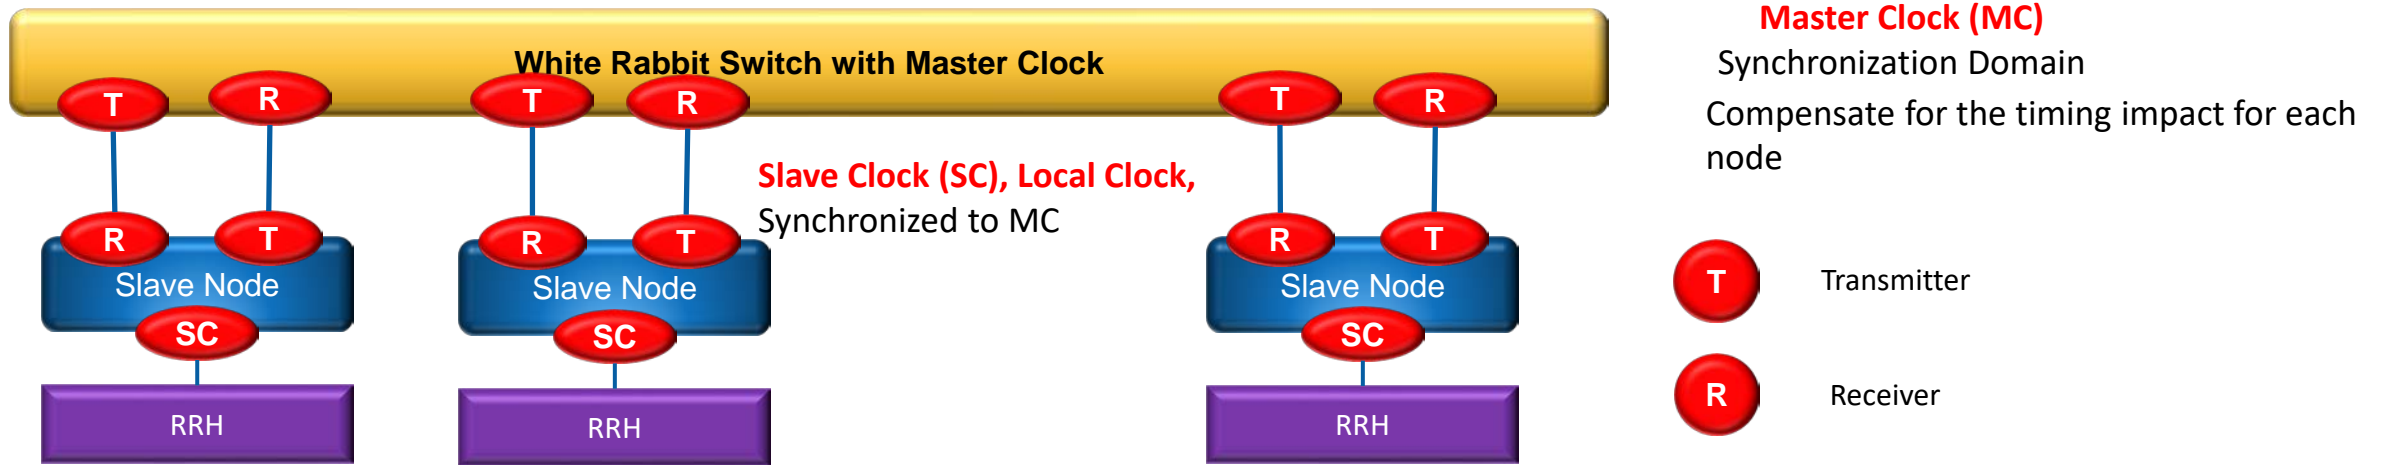 White Rabbit Switch with Master Clock
T R T R T R
R T R T R T
Slave Node Slave Node Slave Node
SC SC SC
RRH RRH RRH
Slave Clock (SC), Local Clock,
Synchronized to MC
Master Clock (MC)
Synchronization Domain
Compensate for the timing impact for each
node
T Transmitter
R Receiver